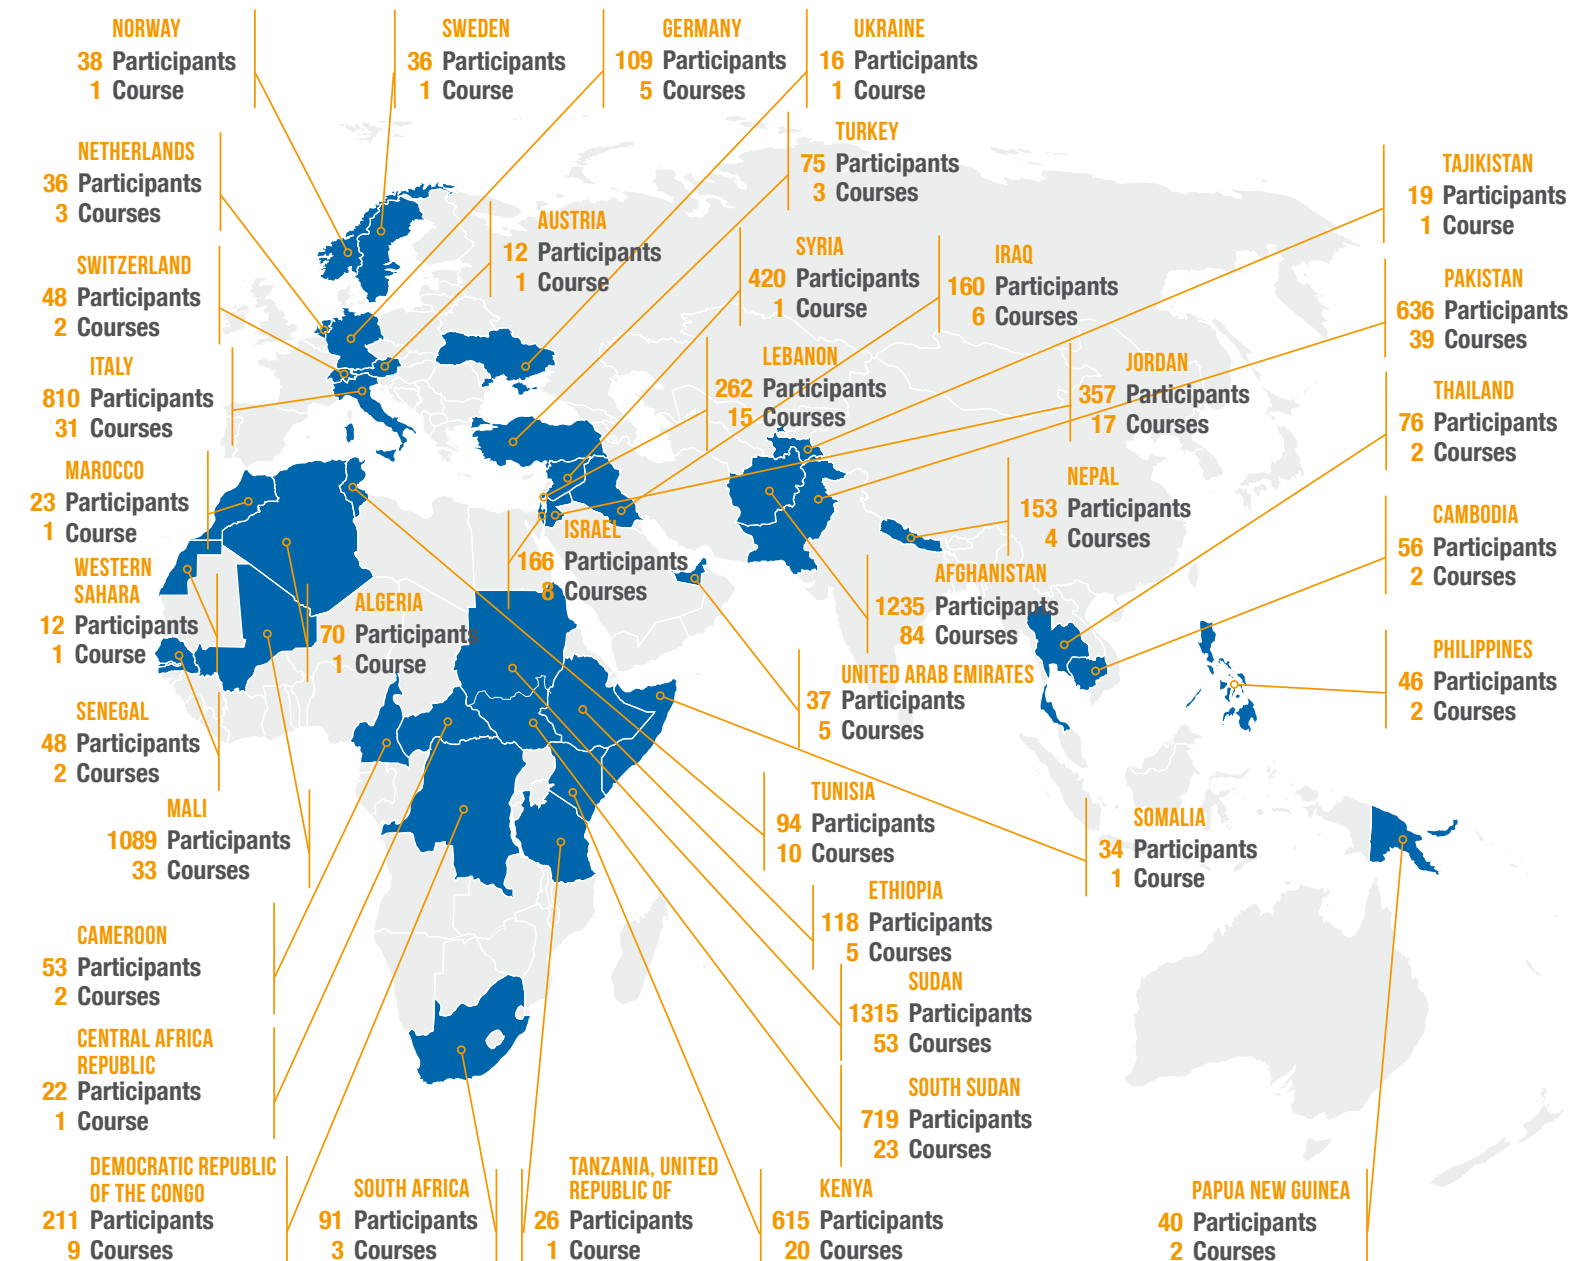 NORWAY
38 Participants
1 Course
SWEDEN
36 Participants
1 Course
GERMANY
109 Participants
5 Courses
UKRAINE
16 Participants
1 Course
TURKEY
75 Participants
3 Courses
TAJIKISTAN
19 Participants
1 Course
NETHERLANDS
36 Participants
3 Courses
AUSTRIA
12 Participants
1 Course
SYRIA
420 Participants
1 Course
IRAQ
160 Participants
6 Courses
PAKISTAN
636 Participants
39 Courses
SWITZERLAND
48 Participants
2 Courses
LEBANON
262 Participants
15 Courses
JORDAN
357 Participants
17 Courses
THAILAND
76 Participants
2 Courses
ITALY
810 Participants
31 Courses
MAROCCO
23 Participants
1 Course
NEPAL
153 Participants
4 Courses
CAMBODIA
56 Participants
2 Courses
ISRAEL
166 Participants
8 Courses
WESTERN
SAHARA
12 Participants
1 Course
ALGERIA
70 Participants
1 Course
AFGHANISTAN
1235 Participants
84 Courses
PHILIPPINES
46 Participants
2 Courses
UNITED ARAB EMIRATES
37 Participants
5 Courses
SENEGAL
48 Participants
2 Courses
MALI
1089 Participants
33 Courses
TUNISIA
94 Participants
10 Courses
SOMALIA
34 Participants
1 Course
CAMEROON
53 Participants
2 Courses
ETHIOPIA
118 Participants
5 Courses
SUDAN
1315 Participants
53 Courses
CENTRAL AFRICA
REPUBLIC
22 Participants
1 Course
SOUTH SUDAN
719 Participants
23 Courses
DEMOCRATIC REPUBLIC
OF THE CONGO
211 Participants
9 Courses
SOUTH AFRICA
91 Participants
3 Courses
TANZANIA, UNITED
REPUBLIC OF
26 Participants
1 Course
KENYA
615 Participants
20 Courses
PAPUA NEW GUINEA
40 Participants
2 Courses